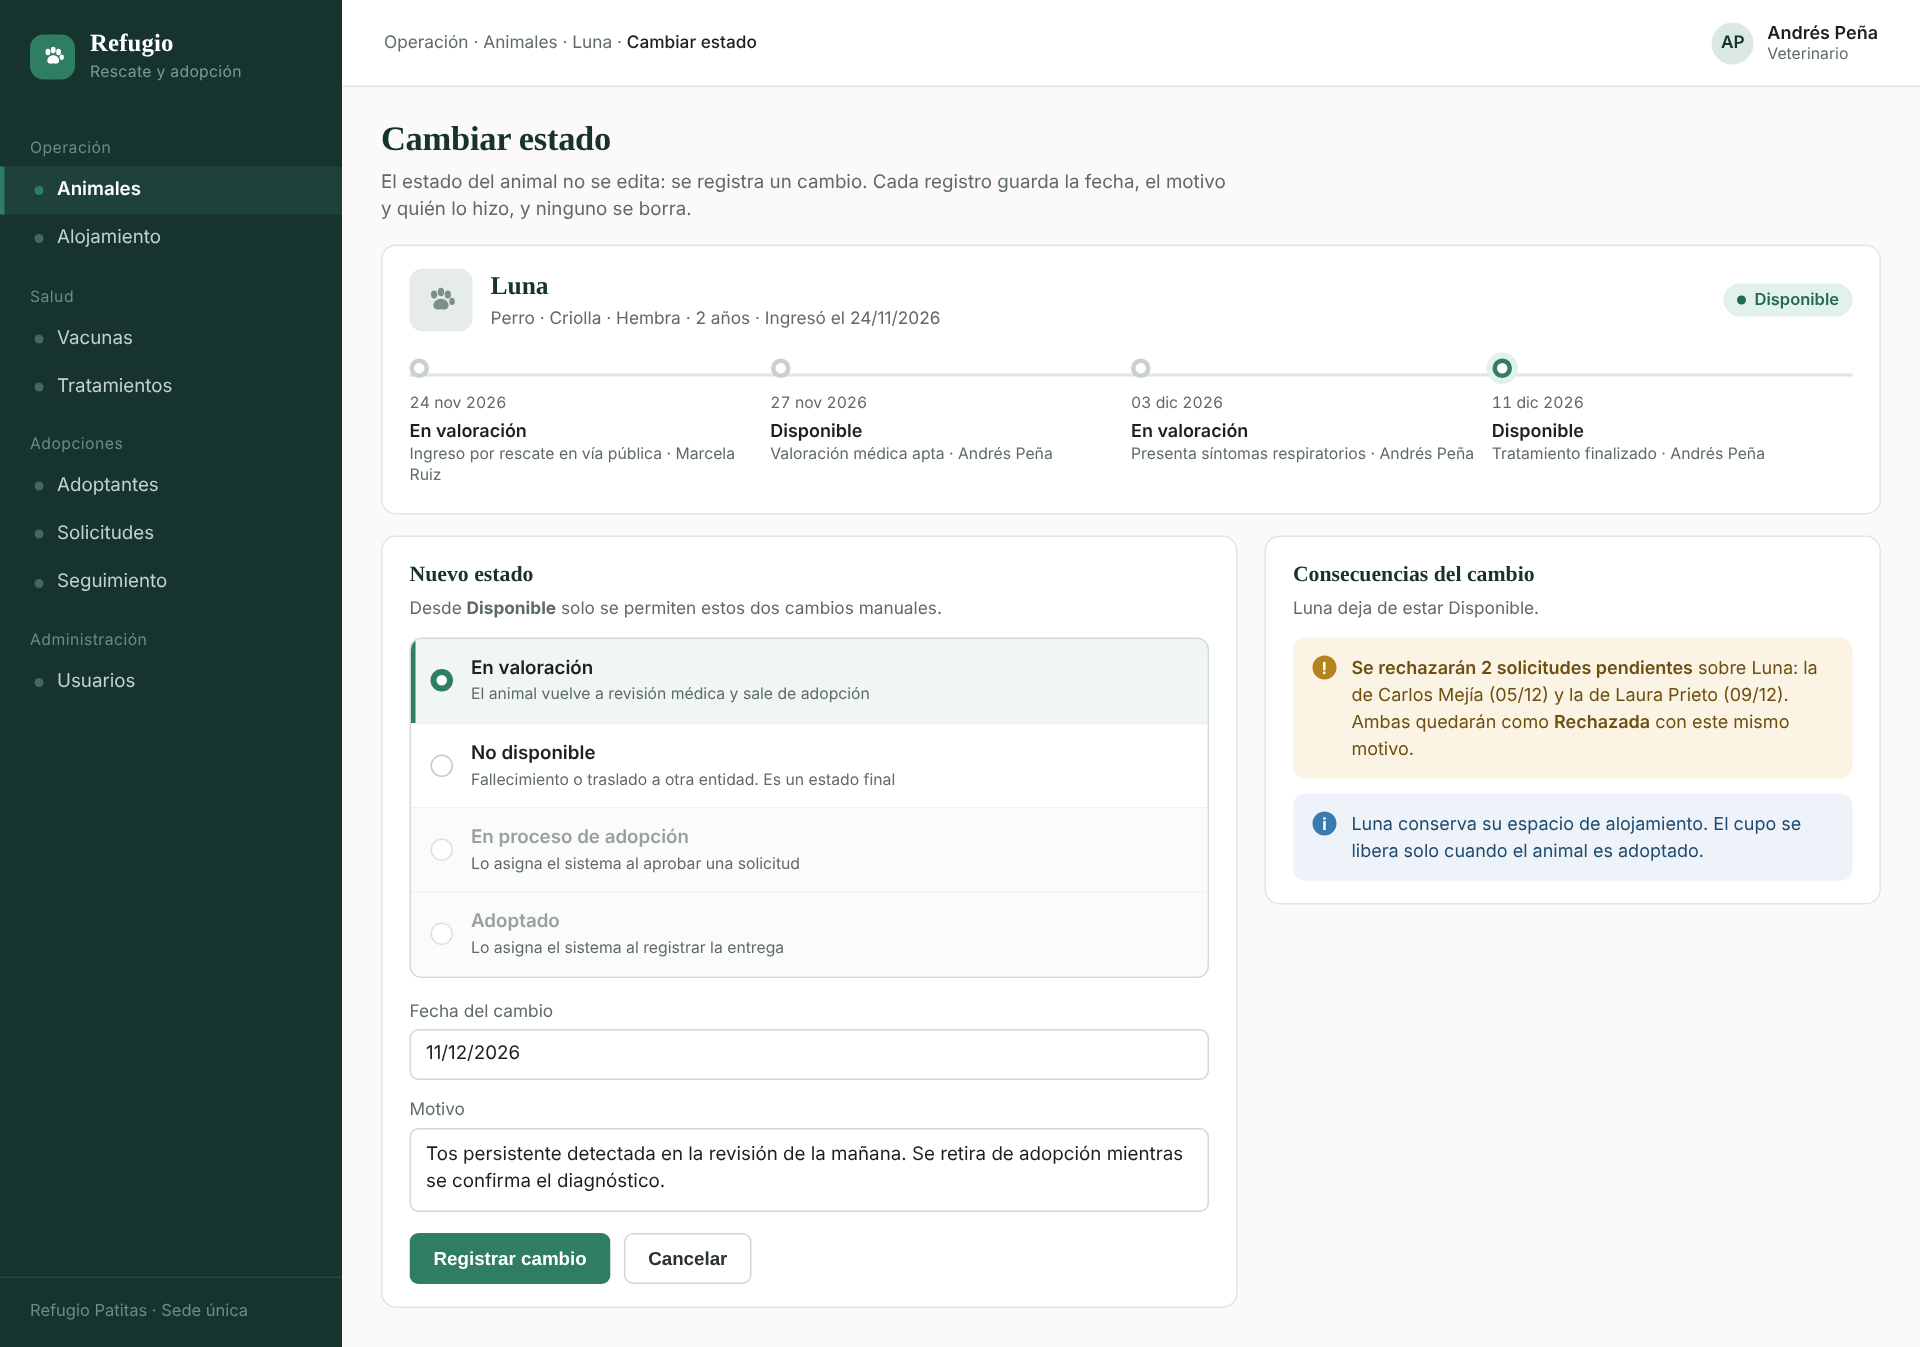 Refugio
Rescate y adopción
Operación
Animales
Alojamiento
Salud
Vacunas
Tratamientos
Adopciones
Adoptantes
Solicitudes
Seguimiento
Administración
Usuarios
Refugio Patitas · Sede única
Operación · Animales · Luna · Cambiar estado
AP
Andrés Peña
Veterinario
Cambiar estado
El estado del animal no se edita: se registra un cambio. Cada registro guarda la fecha, el motivo
y quién lo hizo, y ninguno se borra.
Luna
Perro · Criolla · Hembra · 2 años · Ingresó el 24/11/2026
Disponible
24 nov 2026
En valoración
Ingreso por rescate en vía pública · Marcela
Ruiz
27 nov 2026
Disponible
Valoración médica apta · Andrés Peña
03 dic 2026
En valoración
Presenta síntomas respiratorios · Andrés Peña
11 dic 2026
Disponible
Tratamiento finalizado · Andrés Peña
Nuevo estado
Desde Disponible solo se permiten estos dos cambios manuales.
En valoración
El animal vuelve a revisión médica y sale de adopción
No disponible
Fallecimiento o traslado a otra entidad. Es un estado final
En proceso de adopción
Lo asigna el sistema al aprobar una solicitud
Adoptado
Lo asigna el sistema al registrar la entrega
Fecha del cambio
11/12/2026
Motivo
Tos persistente detectada en la revisión de la mañana. Se retira de adopción mientras
se confirma el diagnóstico.
Registrar cambio
Cancelar
Consecuencias del cambio
Luna deja de estar Disponible.
!
Se rechazarán 2 solicitudes pendientes sobre Luna: la
de Carlos Mejía (05/12) y la de Laura Prieto (09/12).
Ambas quedarán como Rechazada con este mismo
motivo.
i
Luna conserva su espacio de alojamiento. El cupo se
libera solo cuando el animal es adoptado.